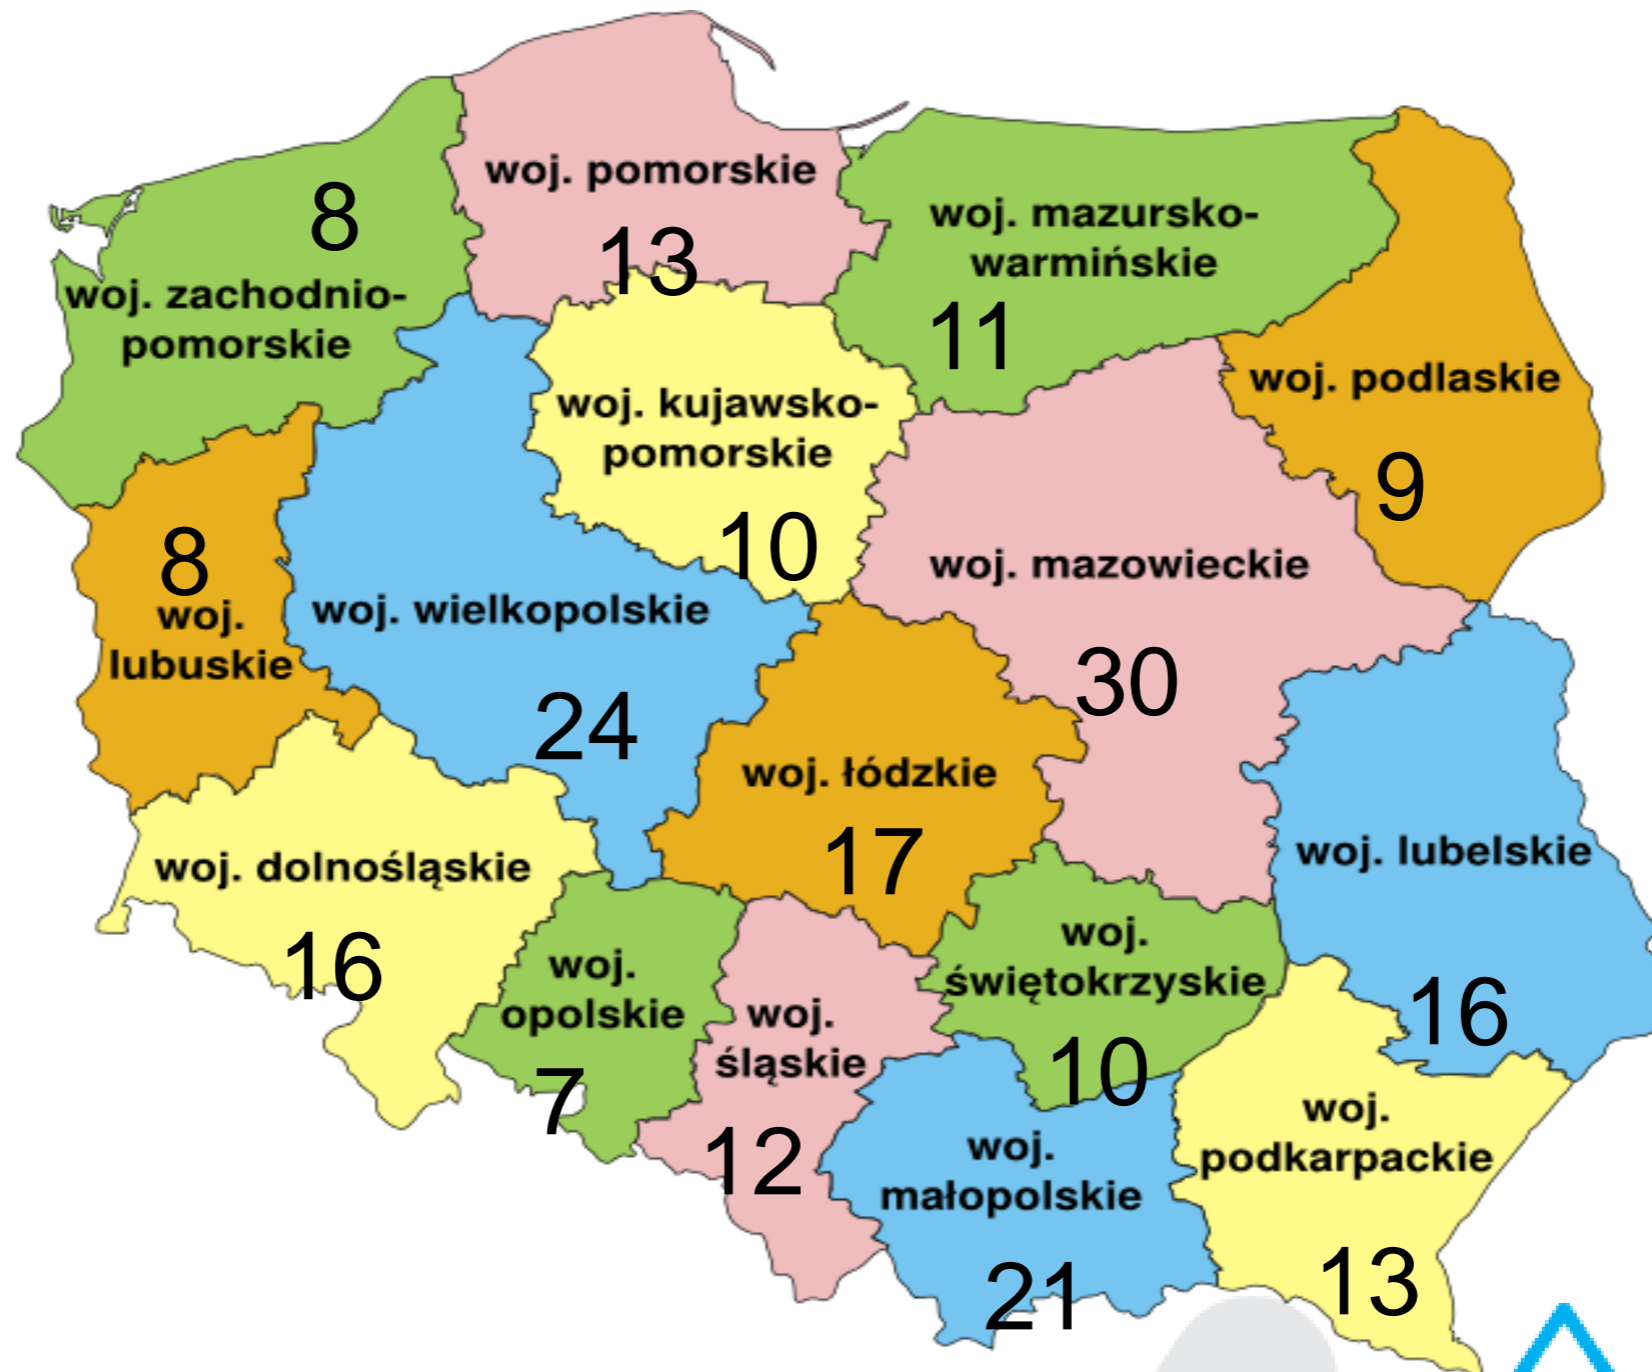 woj. pomorskie
13
8
woj. zachodnio-
pomorskie
woj. mazursko-
warmińskie
11
woj. podlaskie
9
woj. kujawsko-
pomorskie
10
8
woj.
lubuskie
woj. wielkopolskie
24
woj. mazowieckie
30
woj. łódzkie
17
woj. lubelskie
16
woj. dolnośląskie
16
woj.
opolskie
7
woj.
śląskie
12
woj.
świętokrzyskie
10
woj.
małopolskie
21
woj.
podkarpackie
13